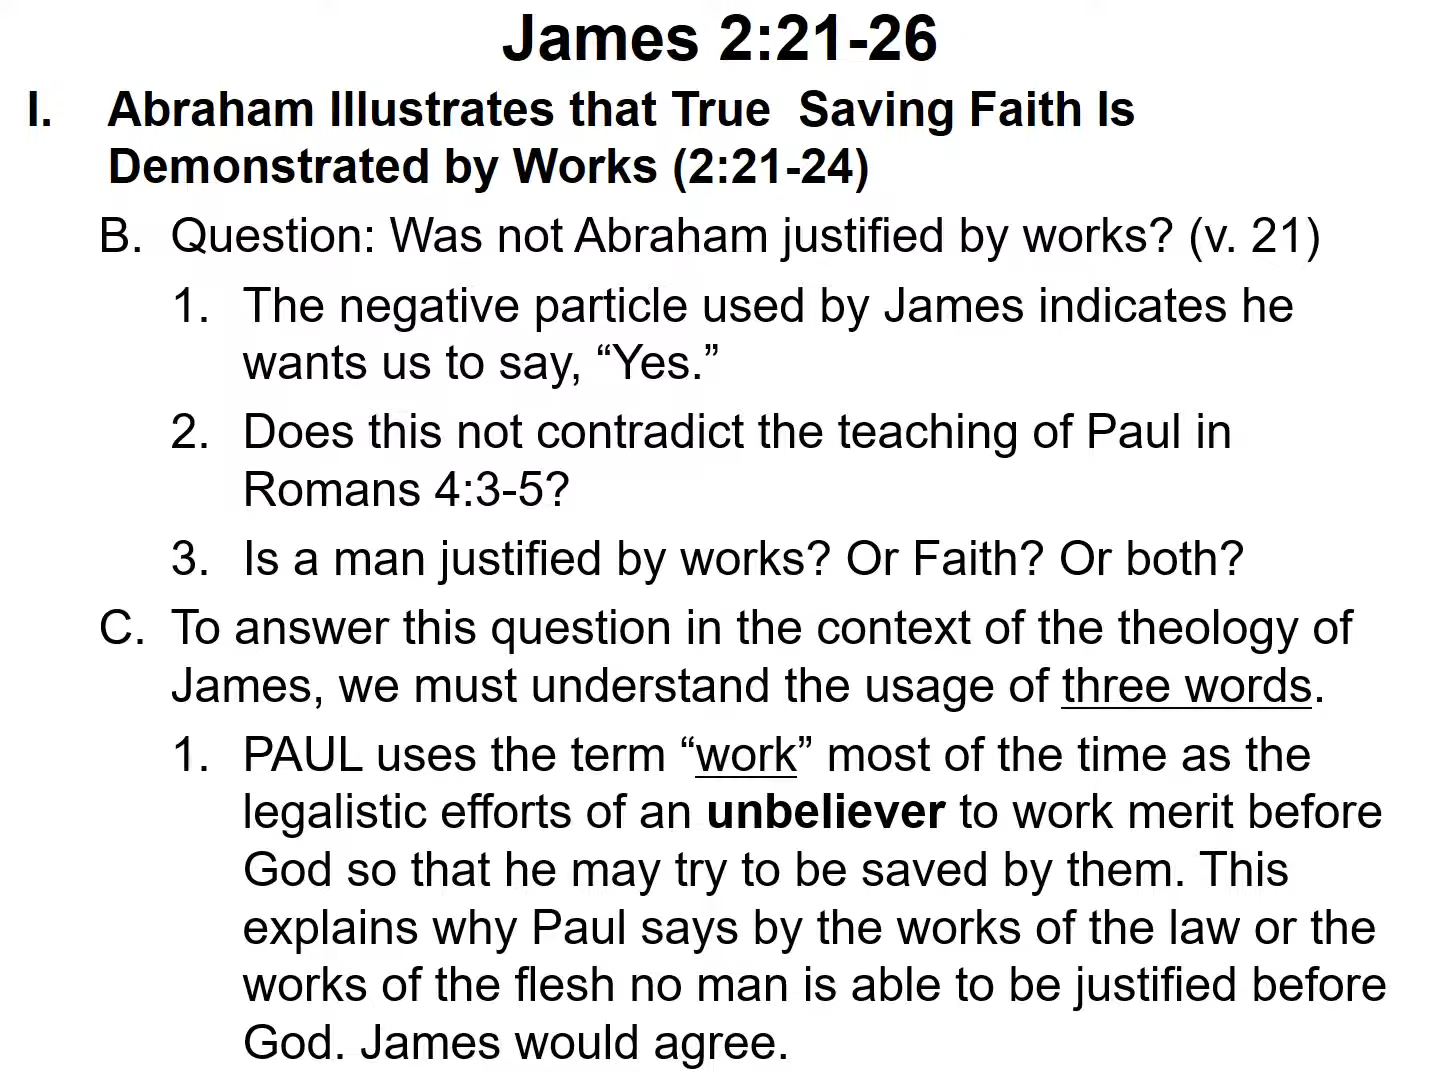 James 2:21-26
I. Abraham Illustrates that True  Saving Faith Is
Demonstrated by Works (2:21-24)
B. Question: Was not Abraham justified by works? (v. 21)
1. The negative particle used by James indicates he
wants us to say, “Yes.”
2. Does this not contradict the teaching of Paul in
Romans 4:3-5?
3. Is a man justified by works? Or Faith? Or both?
C. To answer this question in the context of the theology of
James, we must understand the usage of three words.
1. PAUL uses the term “work” most of the time as the
legalistic efforts of an unbeliever to work merit before
God so that he may try to be saved by them. This
explains why Paul says by the works of the law or the
works of the flesh no man is able to be justified before
God. James would agree.